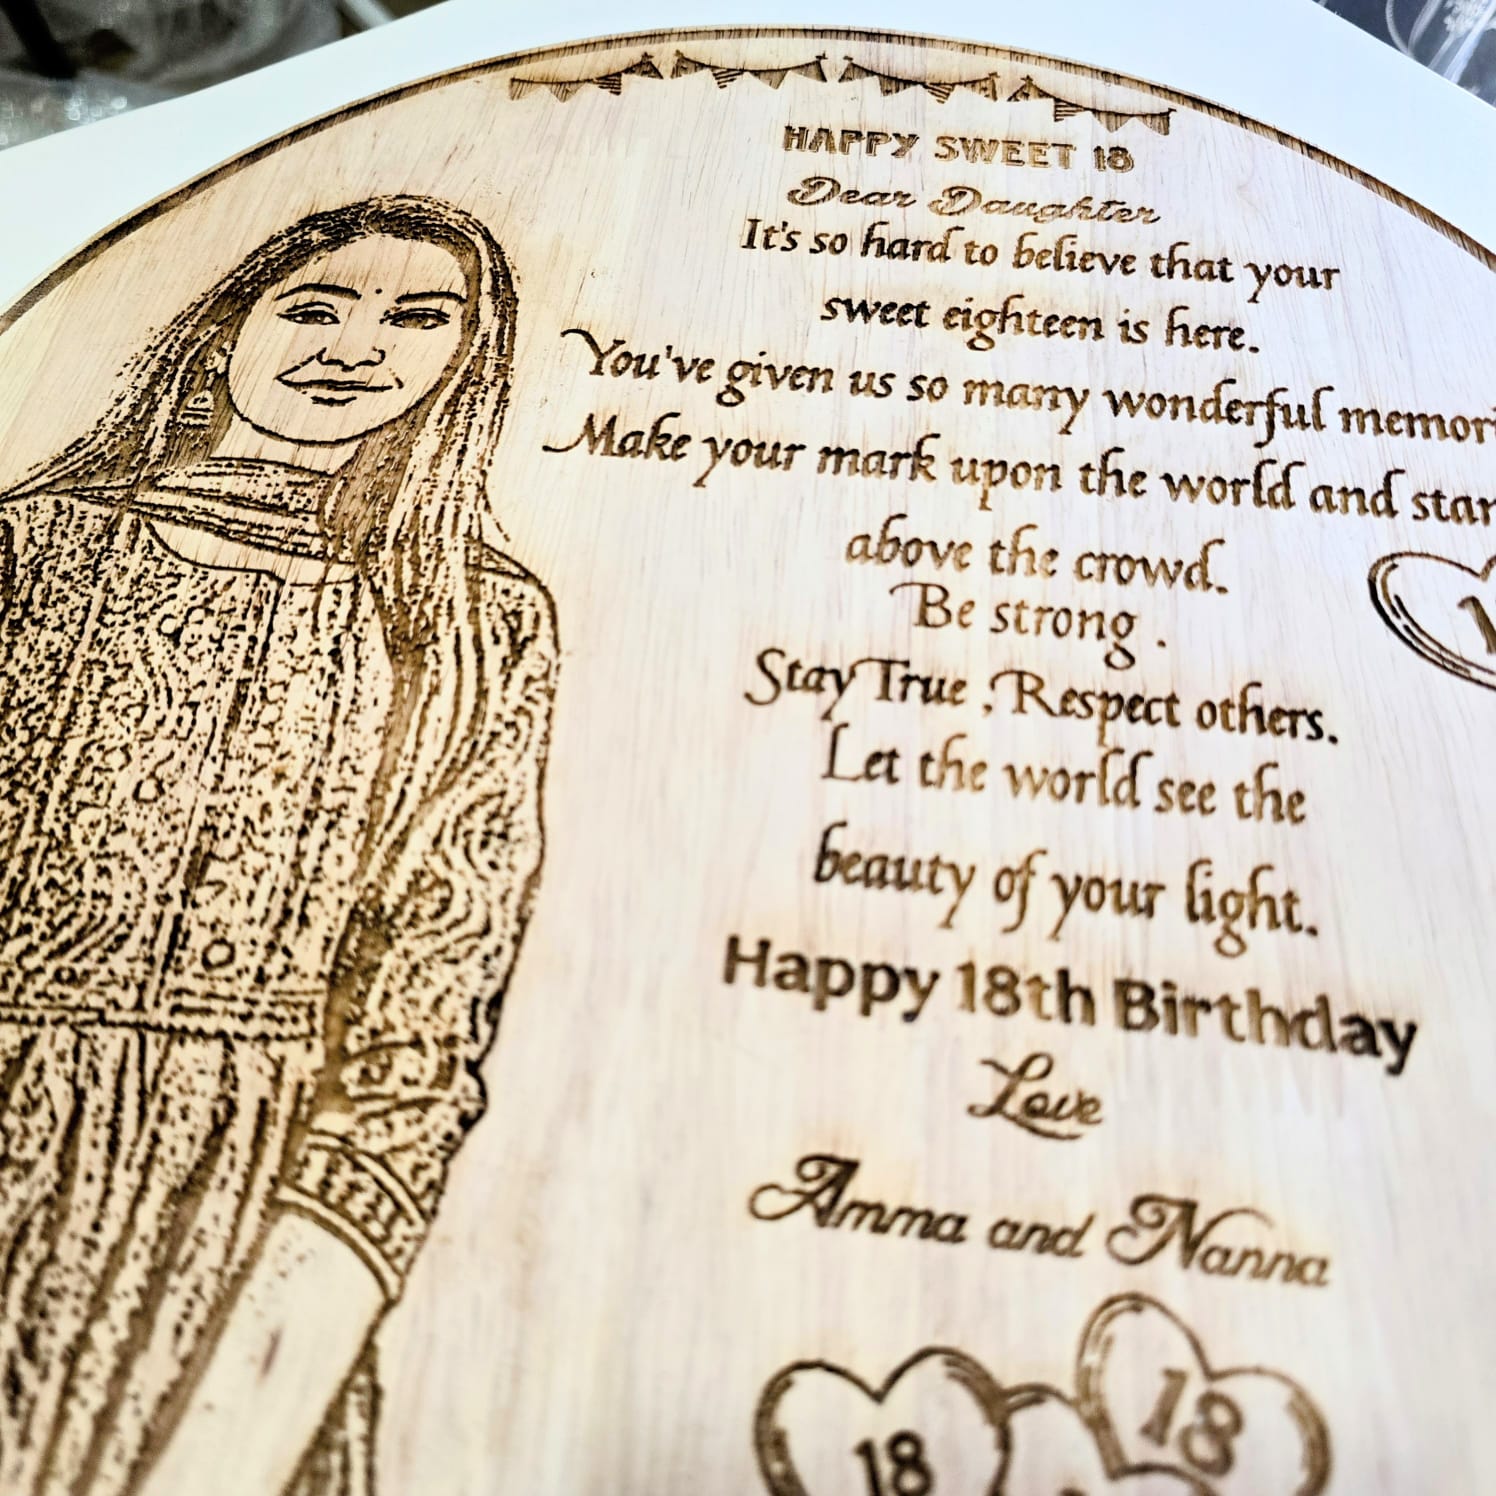 HAPPY SWEET 18
Dear Daughter
It's so hard to believe that your
sweet eighteen is here.
You've given us so many wonderful memori
Make your mark upon the world and stan
above the crowd.
Be strong .
Stay True , Respect others.
Let the world see the
beauty of your light.
Happy 18th Birthday
Love
Amma and Nanna
18
18